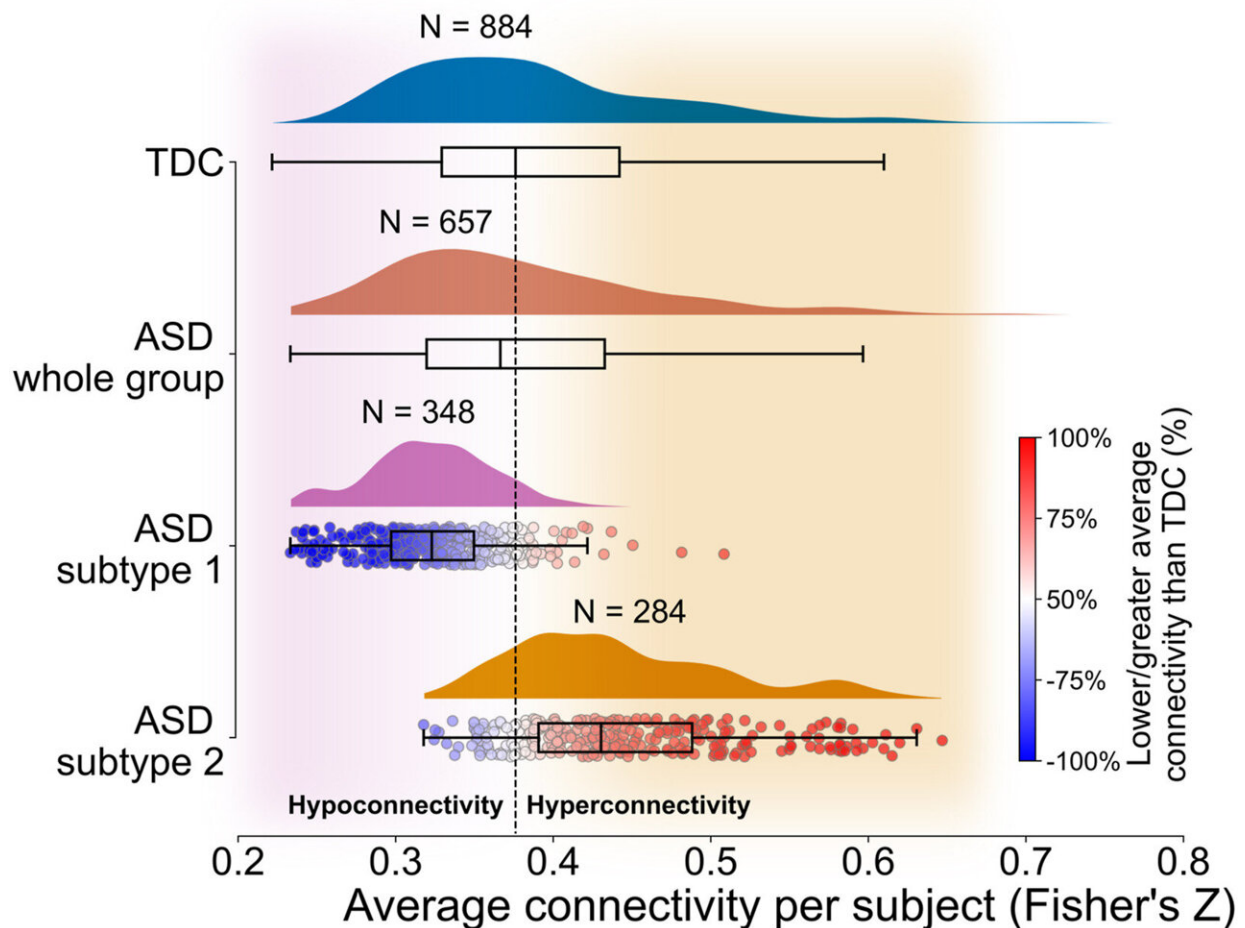 N = 884
TDC
N = 657
ASD
whole group
N = 348
ASD
subtype 1
N = 284
ASD
subtype 2
Hypoconnectivity
Hyperconnectivity
100%
75%
50%
-75%
-100%
Lower/greater average
connectivity than TDC (%)
0.2
0.3
0.4
0.5
0.6
0.7
0.8
Average connectivity per subject (Fisher's Z)